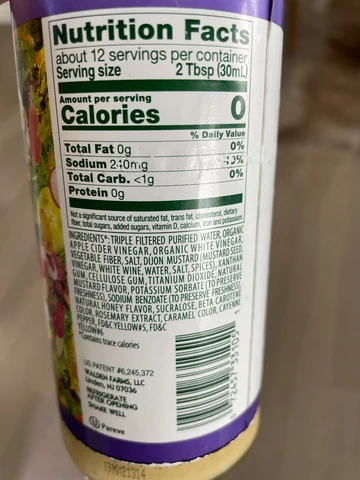 Nutrition Facts
about 12 servings per container
Serving size 2 Tbsp (30mL)
Amount per serving
Calories 0
% Daily Value
Total Fat 0g 0%
Sodium 240mg
Total Carb. <1g 0%
Protein 0g
Not a significant source of saturated fat, trans fat, cholesterol, dietary
fiber, total sugars, added sugars, vitamin D, calcium, iron and potassium.
INGREDIENTS*: TRIPLE FILTERED PURIFIED WATER, ORGANIC
APPLE CIDER VINEGAR, ORGANIC WHITE VINEGAR,
VEGETABLE FIBER, SALT, DIJON MUSTARD (MUSTARD SEED,
VINEGAR, WHITE WINE, WATER, SALT, SPICES), XANTHAN
GUM, CELLULOSE GUM, TITANIUM DIOXIDE, NATURAL
MUSTARD FLAVOR, POTASSIUM SORBATE (TO PRESERVE
FRESHNESS), SODIUM BENZOATE (TO PRESERVE FRESHNESS),
NATURAL HONEY FLAVOR, SUCRALOSE, BETA CAROTENE
COLOR, ROSEMARY EXTRACT, CARAMEL COLOR, CAYENNE
PEPPER, FD&C YELLOW#5, FD&C
YELLOW#6
*Contains trace calories
US PATENT #6,245,372
WALDEN FARMS, LLC
Linden, NJ 07036
REFRIGERATE
AFTER OPENING
SHAKE WELL
U Pareve